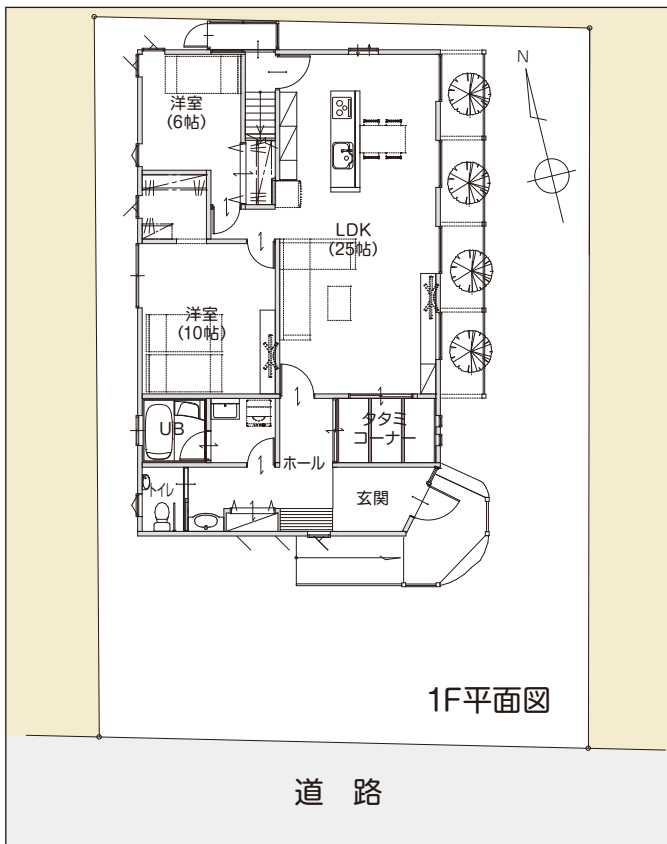 N
洋室
(6帖)
LDK
(25帖)
洋室
(10帖)
UB
タタミ
コーナー
ホール
トイレ
玄関
1F平面図
道 路